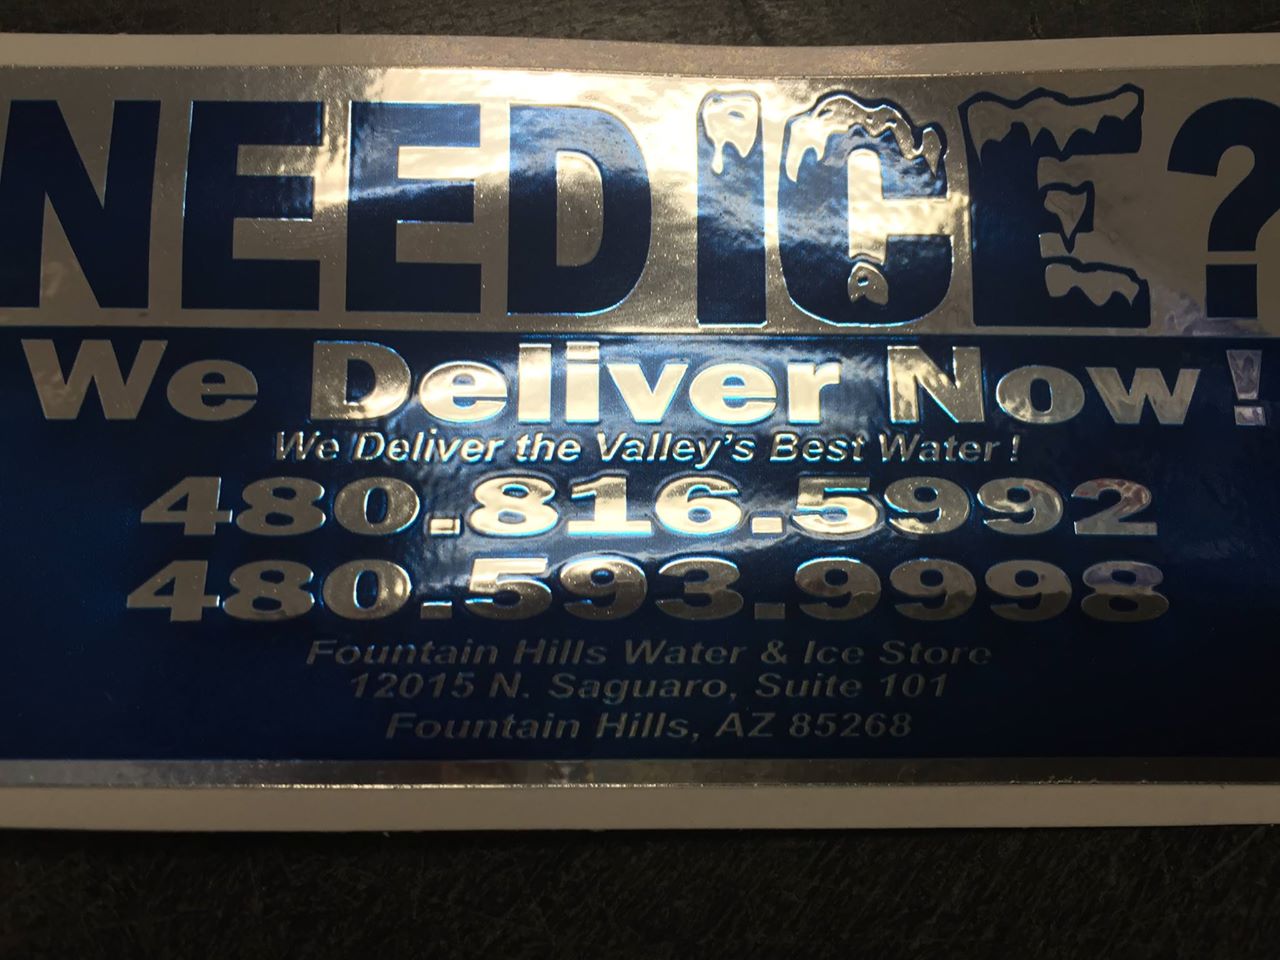 NEED ICE?
We Deliver Now!
We Deliver the Valley's Best Water!
480.816.5992
480.593.9998
Fountain Hills Water & Ice Store
12015 N. Saguaro, Suite 101
Fountain Hills, AZ 85268